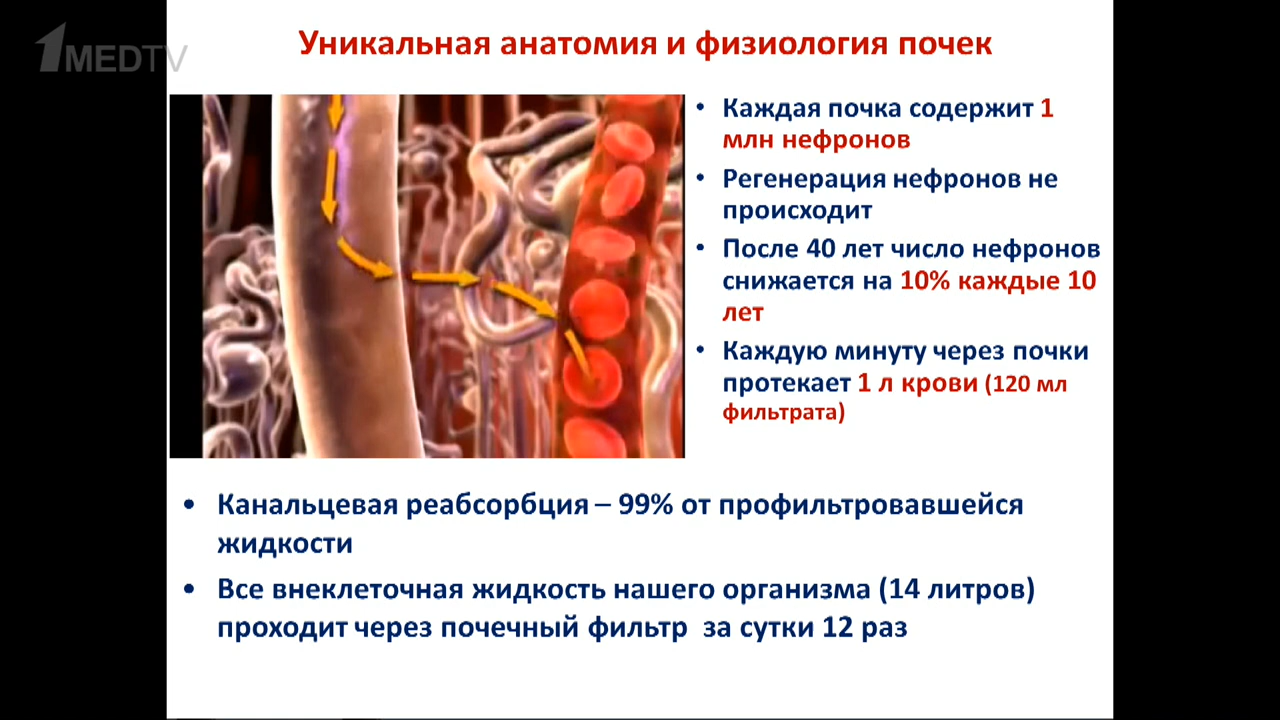 1MEDTV
Уникальная анатомия и физиология почек
• Каждая почка содержит 1
млн нефронов
• Регенерация нефронов не
происходит
• После 40 лет число нефронов
снижается на 10% каждые 10
лет
• Каждую минуту через почки
протекает 1 л крови (120 мл
фильтрата)
• Канальцевая реабсорбция – 99% от профильтровавшейся
жидкости
• Все внеклеточная жидкость нашего организма (14 литров)
проходит через почечный фильтр за сутки 12 раз